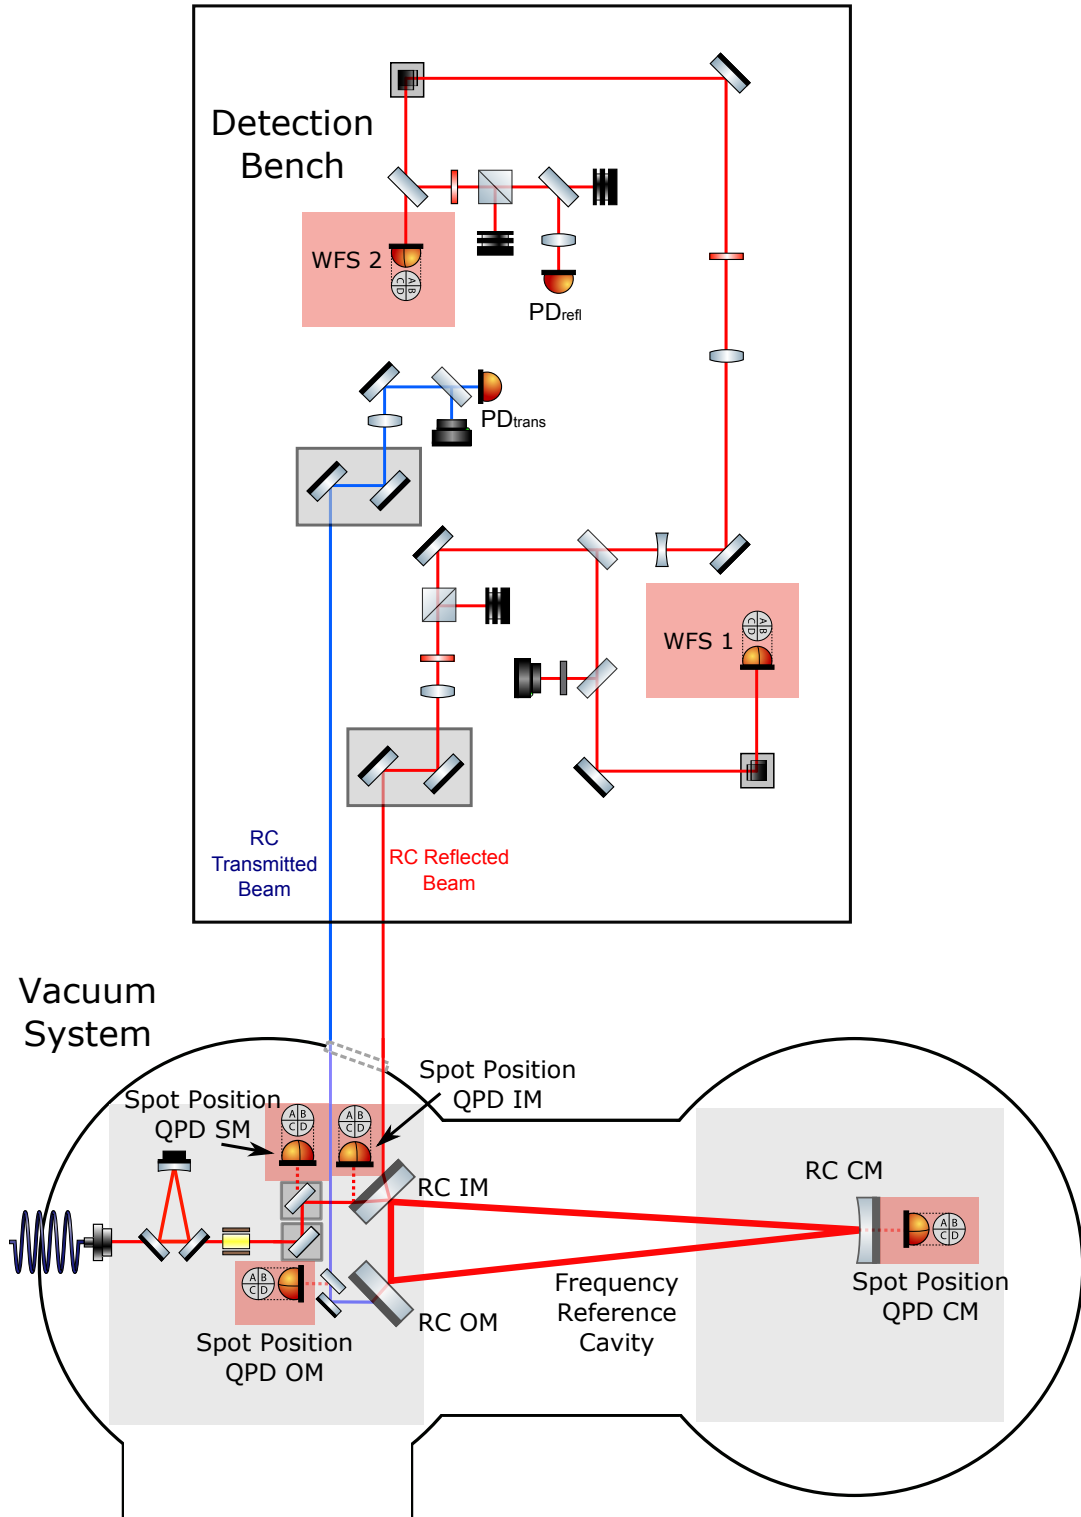 Detection
Bench
WFS 2
A B
C D
PDrefl
PDtrans
A B
C D
WFS 1
RC
Transmitted
Beam
RC Reflected
Beam
Vacuum
System
Spot Position
QPD IM
Spot Position
QPD SM
A B
C D
A B
C D
RC IM
RC CM
A B
C D
Spot Position
QPD CM
A B
C D
Frequency
Reference
Cavity
RC OM
Spot Position
QPD OM